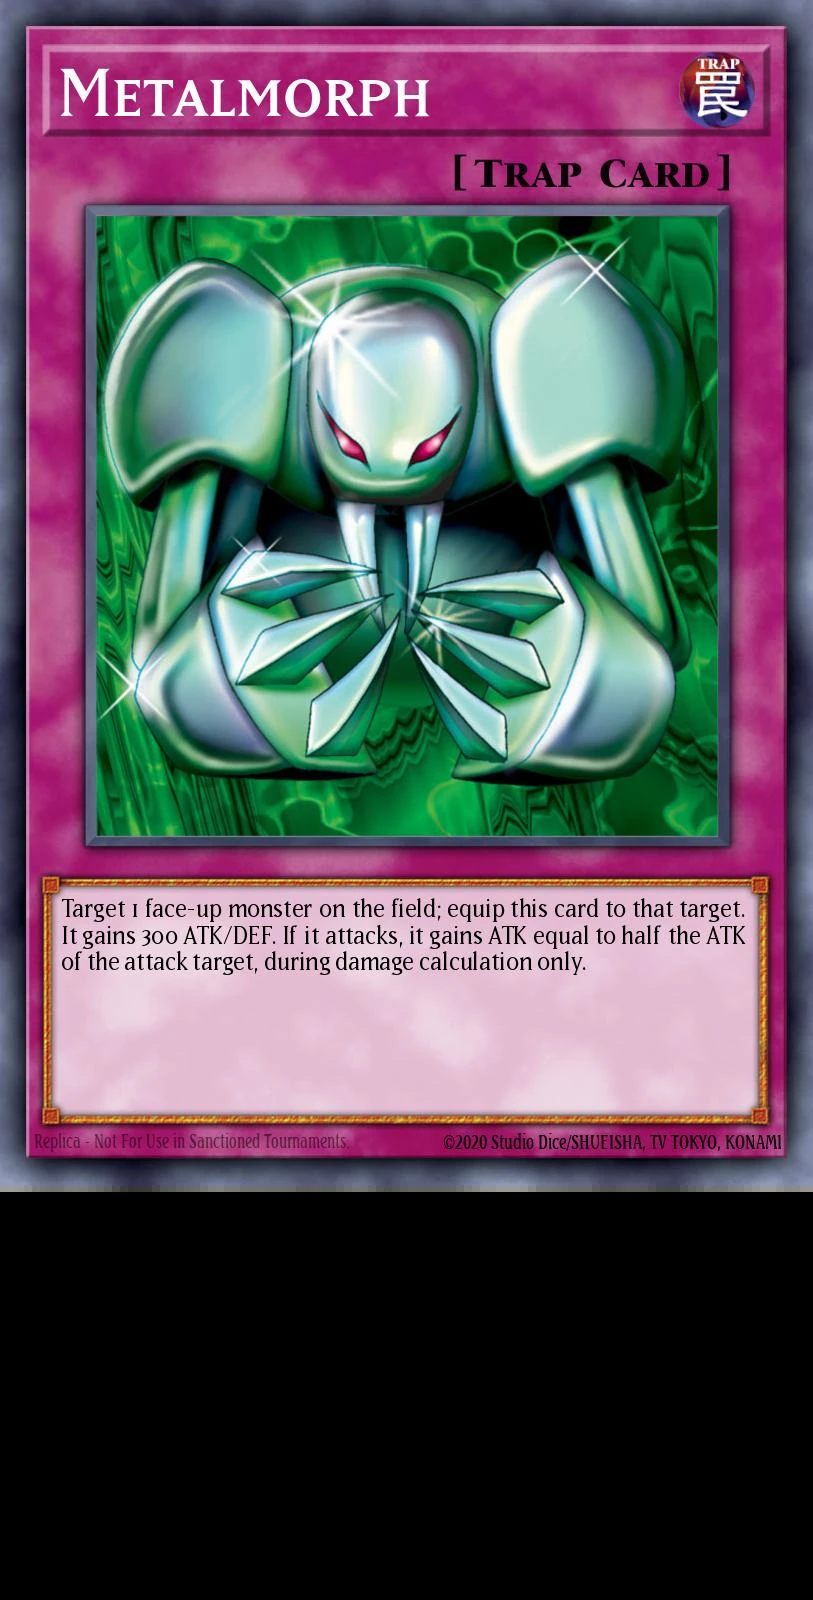 Metalmorph
TRAP
罠
[Trap Card]
Target 1 face-up monster on the field; equip this card to that target.
It gains 300 ATK/DEF. If it attacks, it gains ATK equal to half the ATK
of the attack target, during damage calculation only.
Replica - Not For Use in Sanctioned Tournaments.
©2020 Studio Dice/SHUEISHA, TV TOKYO, KONAMI